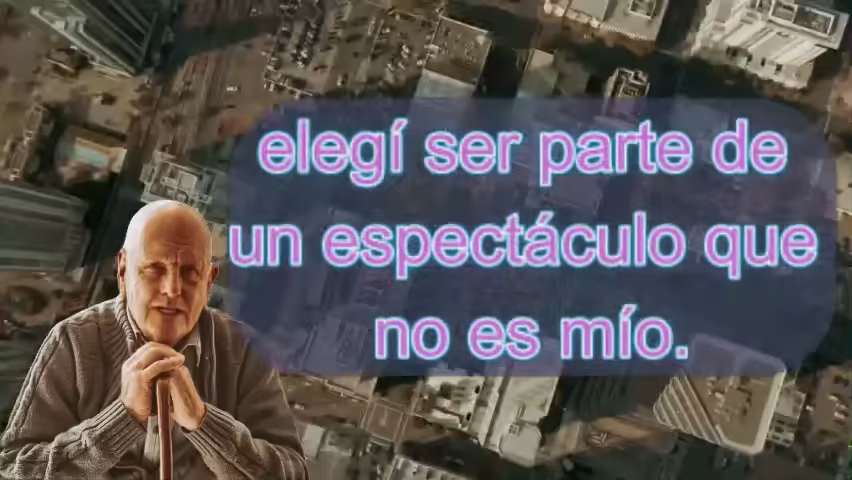 elegí ser parte de
un espectáculo que
no es mío.